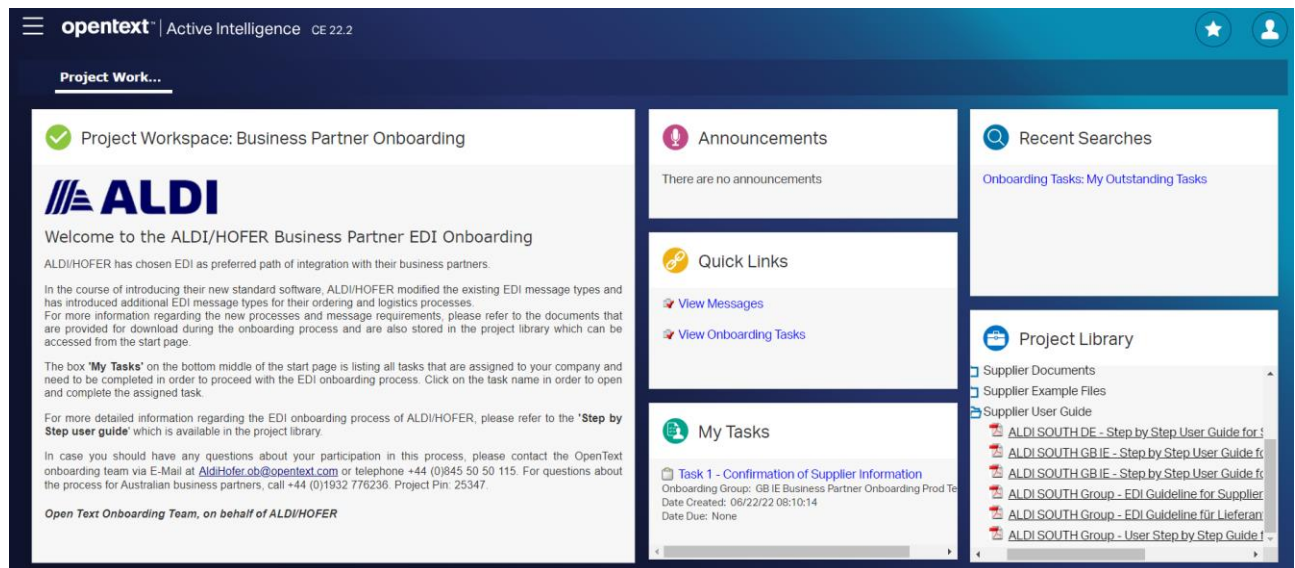 opentext™ | Active Intelligence CE 22.2
Project Work...
Project Workspace: Business Partner Onboarding
ALDI
Welcome to the ALDI/HOFER Business Partner EDI Onboarding
ALDI/HOFER has chosen EDI as preferred path of integration with their business partners.
In the course of introducing their new standard software, ALDI/HOFER modified the existing EDI message types and
has introduced additional EDI message types for their ordering and logistics processes.
For more information regarding the new processes and message requirements, please refer to the documents that
are provided for download during the onboarding process and are also stored in the project library which can be
accessed from the start page.
The box 'My Tasks' on the bottom middle of the start page is listing all tasks that are assigned to your company and
need to be completed in order to proceed with the EDI onboarding process. Click on the task name in order to open
and complete the assigned task.
For more detailed information regarding the EDI onboarding process of ALDI/HOFER, please refer to the 'Step by
Step user guide' which is available in the project library.
In case you should have any questions about your participation in this process, please contact the OpenText
onboarding team via E-Mail at AldiHofer.ob@opentext.com or telephone +44 (0)845 50 50 115. For questions about
the process for Australian business partners, call +44 (0)1932 776236. Project Pin: 25347.
Open Text Onboarding Team, on behalf of ALDI/HOFER
Announcements
There are no announcements
Quick Links
View Messages
View Onboarding Tasks
My Tasks
Task 1 - Confirmation of Supplier Information
Onboarding Group: GB IE Business Partner Onboarding Prod Te
Date Created: 06/22/22 08:10:14
Date Due: None
Recent Searches
Onboarding Tasks: My Outstanding Tasks
Project Library
Supplier Documents
Supplier Example Files
Supplier User Guide
ALDI SOUTH DE - Step by Step User Guide for
ALDI SOUTH GB IE - Step by Step User Guide fo
ALDI SOUTH GB IE - Step by Step User Guide fo
ALDI SOUTH Group - EDI Guideline for Supplier
ALDI SOUTH Group - EDI Guideline für Lieferan
ALDI SOUTH Group - User Step by Step Guide f